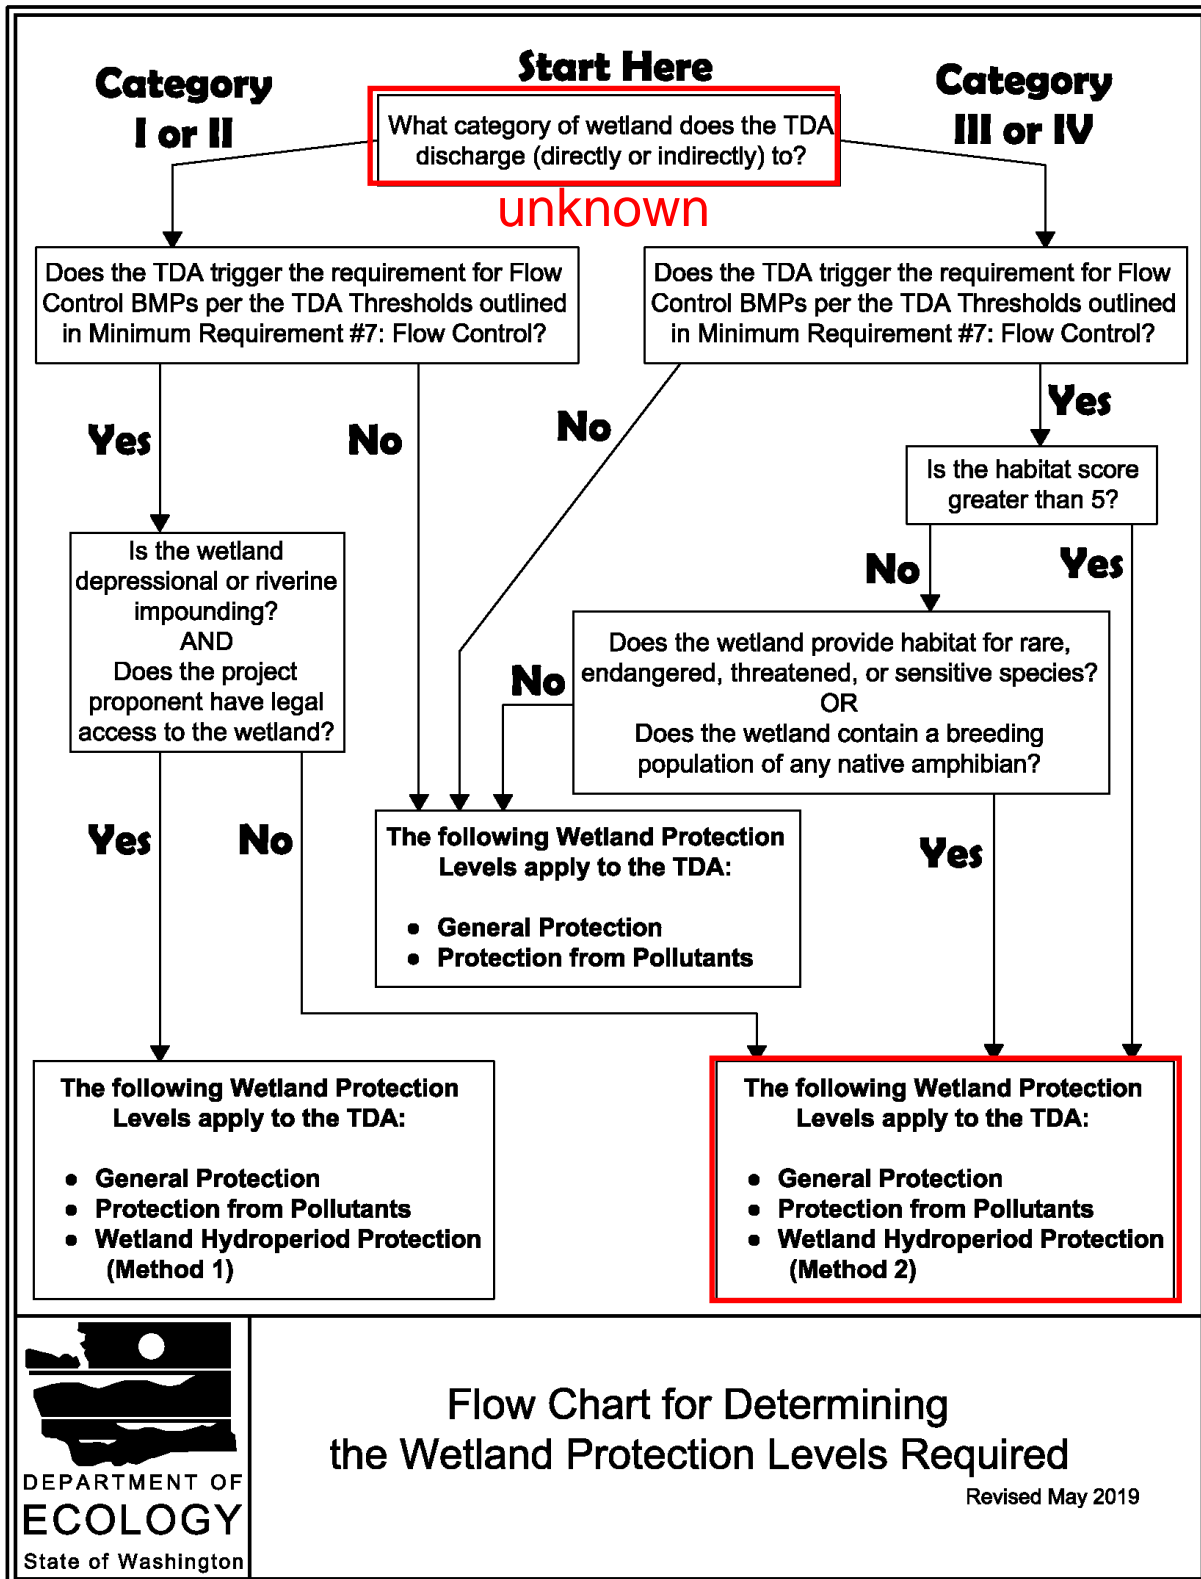 Start Here
Category
I or II
Category
III or IV
What category of wetland does the TDA
discharge (directly or indirectly) to?
unknown
Does the TDA trigger the requirement for Flow
Control BMPs per the TDA Thresholds outlined
in Minimum Requirement #7: Flow Control?
Does the TDA trigger the requirement for Flow
Control BMPs per the TDA Thresholds outlined
in Minimum Requirement #7: Flow Control?
Yes
No
No
Yes
Is the habitat score
greater than 5?
Is the wetland
depressional or riverine
impounding?
AND
Does the project
proponent have legal
access to the wetland?
No
Yes
Does the wetland provide habitat for rare,
endangered, threatened, or sensitive species?
OR
Does the wetland contain a breeding
population of any native amphibian?
No
Yes
No
Yes
The following Wetland Protection
Levels apply to the TDA:
● General Protection
● Protection from Pollutants
The following Wetland Protection
Levels apply to the TDA:
● General Protection
● Protection from Pollutants
● Wetland Hydroperiod Protection
(Method 1)
The following Wetland Protection
Levels apply to the TDA:
● General Protection
● Protection from Pollutants
● Wetland Hydroperiod Protection
(Method 2)
DEPARTMENT OF
ECOLOGY
State of Washington
Flow Chart for Determining
the Wetland Protection Levels Required
Revised May 2019